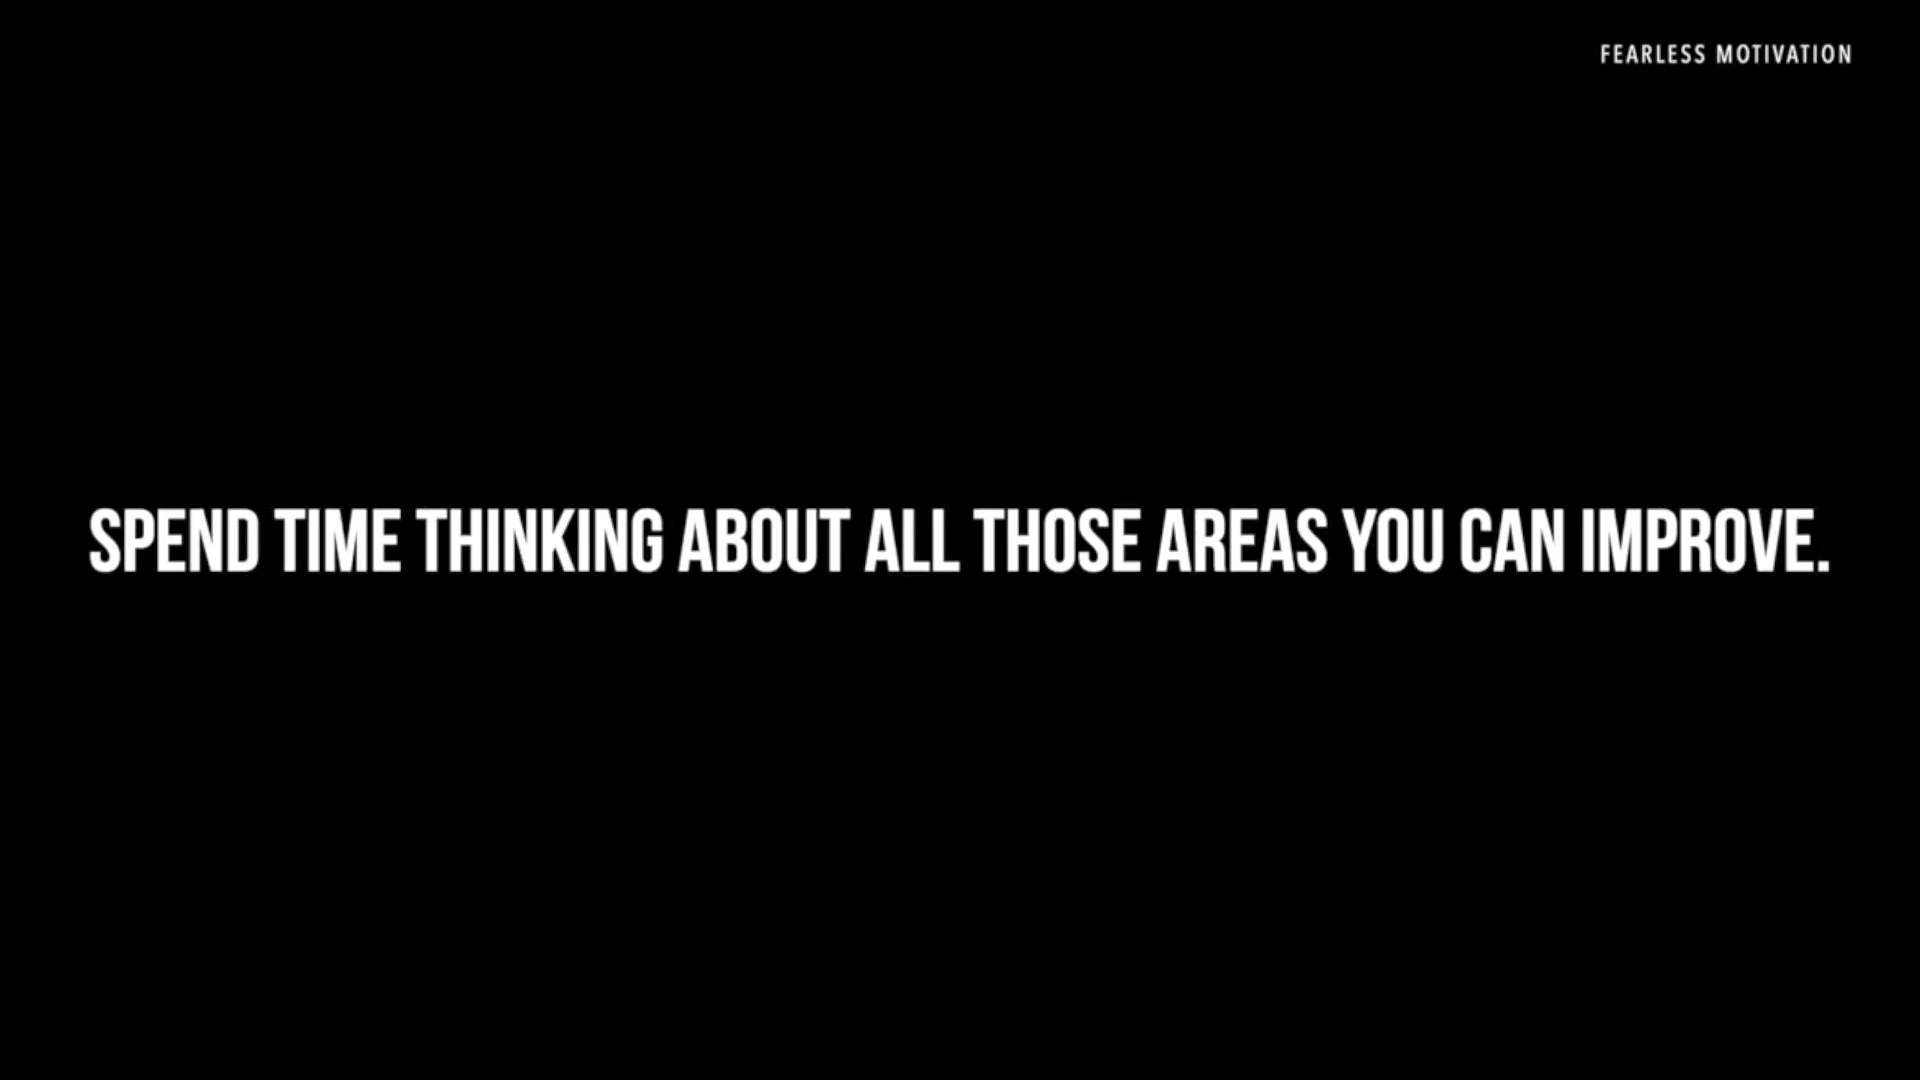 FEARLESS MOTIVATION
SPEND TIME THINKING ABOUT ALL THOSE AREAS YOU CAN IMPROVE.